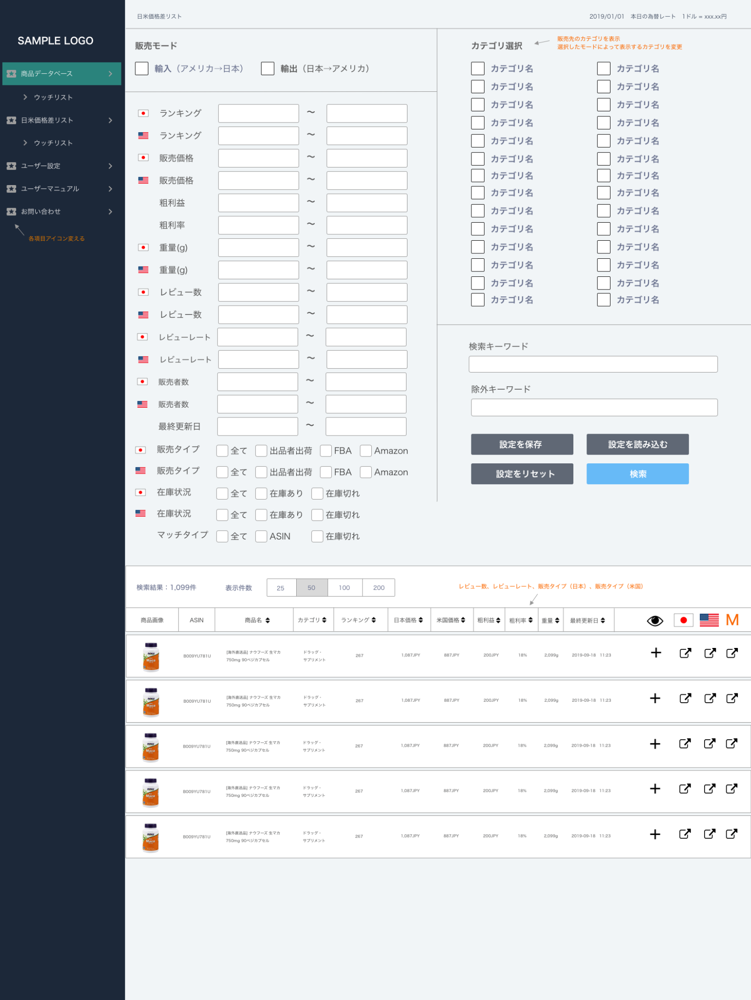 日米価格差リスト
2019/01/01　本日の為替レート　1ドル = xxx.xx円
SAMPLE LOGO
商品データベース
ウッチリスト
日米価格差リスト
ウッチリスト
ユーザー設定
ユーザーマニュアル
お問い合わせ
各項目アイコン変える
販売モード
輸入（アメリカ→日本）
輸出（日本→アメリカ）
ランキング 〜
ランキング 〜
販売価格 〜
販売価格 〜
粗利益 〜
粗利率 〜
重量(g) 〜
重量(g) 〜
レビュー数 〜
レビュー数 〜
レビューレート 〜
レビューレート 〜
販売者数 〜
販売者数 〜
最終更新日 〜
販売タイプ 全て 出品者出荷 FBA Amazon
販売タイプ 全て 出品者出荷 FBA Amazon
在庫状況 全て 在庫あり 在庫切れ
在庫状況 全て 在庫あり 在庫切れ
マッチタイプ 全て ASIN 在庫切れ
カテゴリ選択
販売先のカテゴリを表示
選択したモードによって表示するカテゴリを変更
カテゴリ名 カテゴリ名
カテゴリ名 カテゴリ名
カテゴリ名 カテゴリ名
カテゴリ名 カテゴリ名
カテゴリ名 カテゴリ名
カテゴリ名 カテゴリ名
カテゴリ名 カテゴリ名
カテゴリ名 カテゴリ名
カテゴリ名 カテゴリ名
カテゴリ名 カテゴリ名
カテゴリ名 カテゴリ名
カテゴリ名 カテゴリ名
カテゴリ名 カテゴリ名
カテゴリ名 カテゴリ名
検索キーワード
除外キーワード
設定を保存 設定を読み込む
設定をリセット 検索
検索結果：1,099件 表示件数 25 50 100 200
レビュー数、レビューレート、販売タイプ（日本）、販売タイプ（米国）
商品画像 ASIN 商品名 カテゴリ ランキング 日本価格 米国価格 粗利益 粗利率 重量 最終更新日 M
now
Maca
B009YU781U
[海外直送品] ナウフーズ 生マカ
750mg 90ベジカプセル
ドラッグ・
サプリメント
267 1,087JPY 887JPY 200JPY 18% 2,099g 2019-09-18 11:23
now
Maca
B009YU781U
[海外直送品] ナウフーズ 生マカ
750mg 90ベジカプセル
ドラッグ・
サプリメント
267 1,087JPY 887JPY 200JPY 18% 2,099g 2019-09-18 11:23
now
Maca
B009YU781U
[海外直送品] ナウフーズ 生マカ
750mg 90ベジカプセル
ドラッグ・
サプリメント
267 1,087JPY 887JPY 200JPY 18% 2,099g 2019-09-18 11:23
now
Maca
B009YU781U
[海外直送品] ナウフーズ 生マカ
750mg 90ベジカプセル
ドラッグ・
サプリメント
267 1,087JPY 887JPY 200JPY 18% 2,099g 2019-09-18 11:23
now
Maca
B009YU781U
[海外直送品] ナウフーズ 生マカ
750mg 90ベジカプセル
ドラッグ・
サプリメント
267 1,087JPY 887JPY 200JPY 18% 2,099g 2019-09-18 11:23